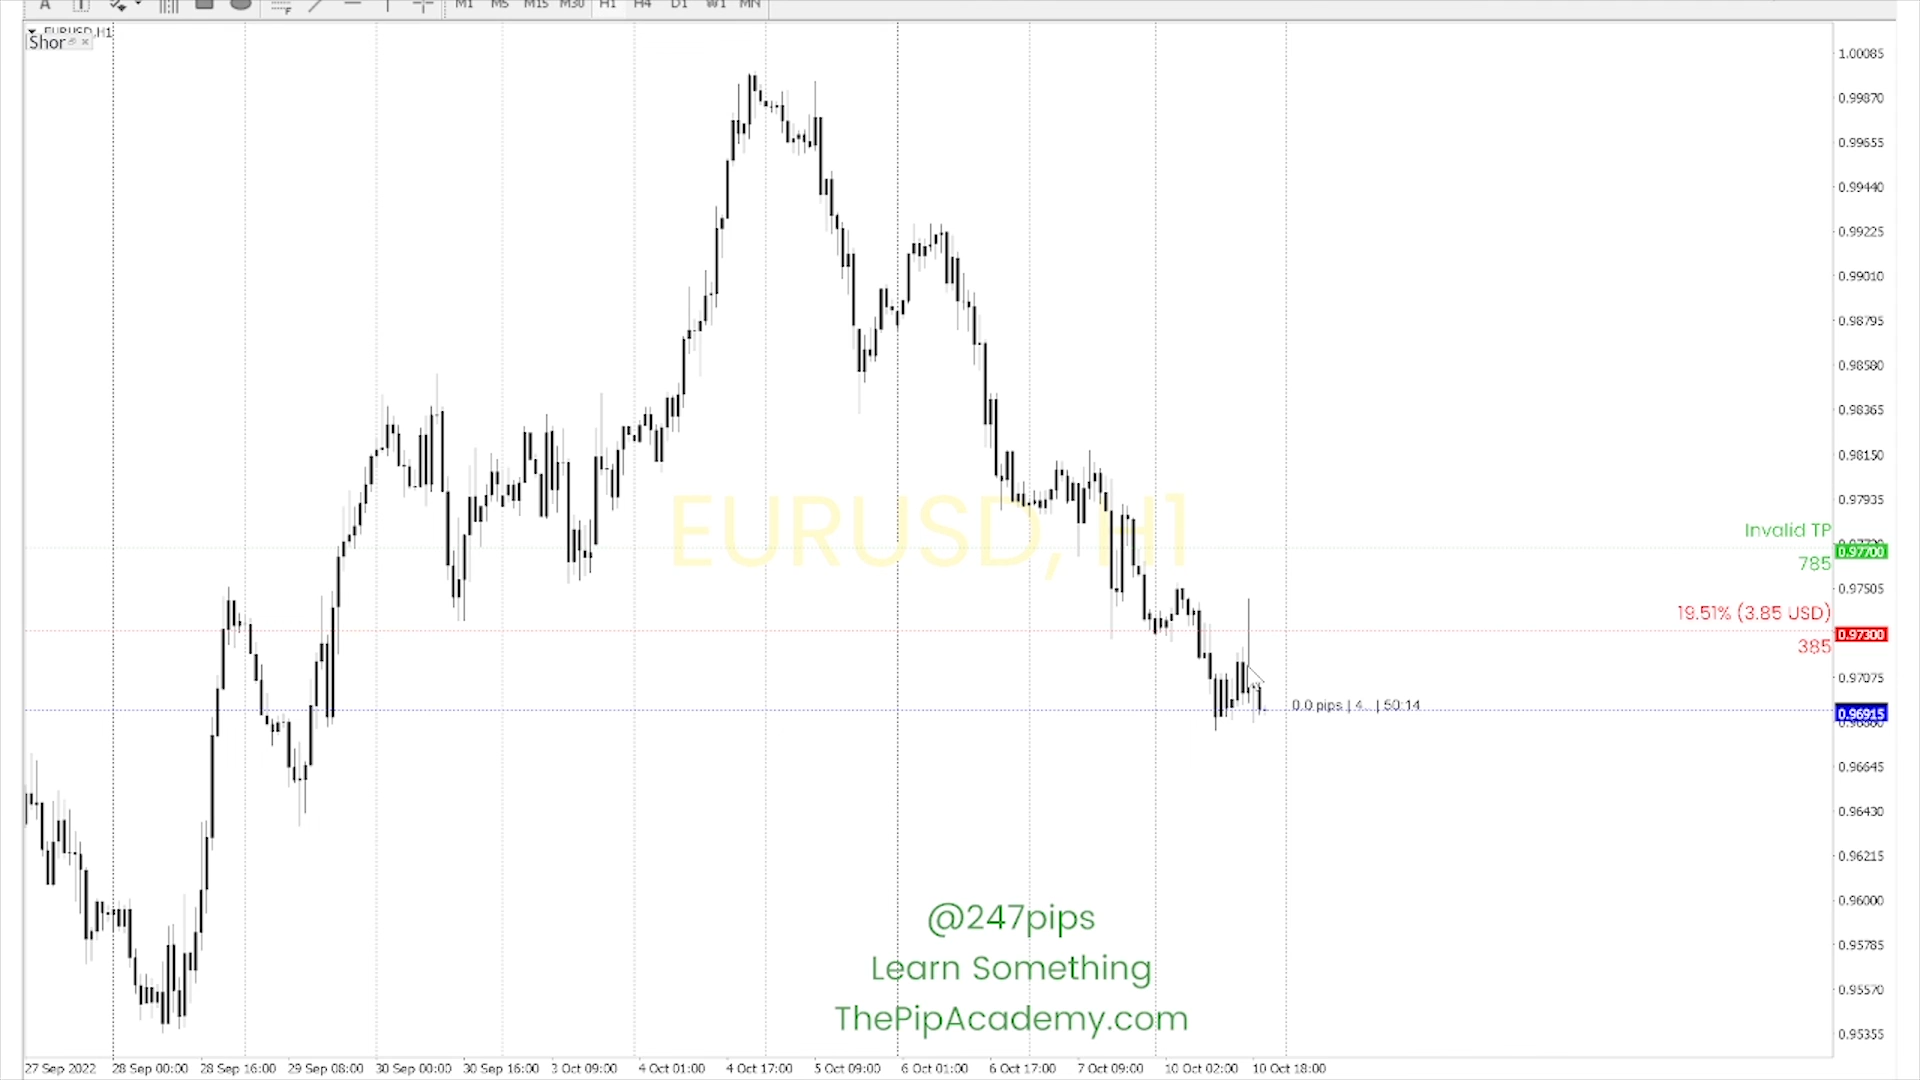 M1 M5 M15 M30 H1 H4 D1 W1 MN
EURUSD,H1
Shor
1.00085
0.99870
0.99655
0.99440
0.99225
0.99010
0.98795
0.98580
0.98365
0.98150
0.97935
EURUSD, H1
Invalid TP
0.97700
785
0.97505
19.51% (3.85 USD)
0.97300
385
0.97075
0.0 pips | 4... | 50:14
0.96915
0.96645
0.96430
0.96215
0.96000
0.95785
0.95570
0.95355
@247pips
Learn Something
ThePipAcademy.com
27 Sep 2022 28 Sep 00:00 28 Sep 16:00 29 Sep 08:00 30 Sep 00:00 30 Sep 16:00 3 Oct 09:00 4 Oct 01:00 4 Oct 17:00 5 Oct 09:00 6 Oct 01:00 6 Oct 17:00 7 Oct 09:00 10 Oct 02:00 10 Oct 18:00